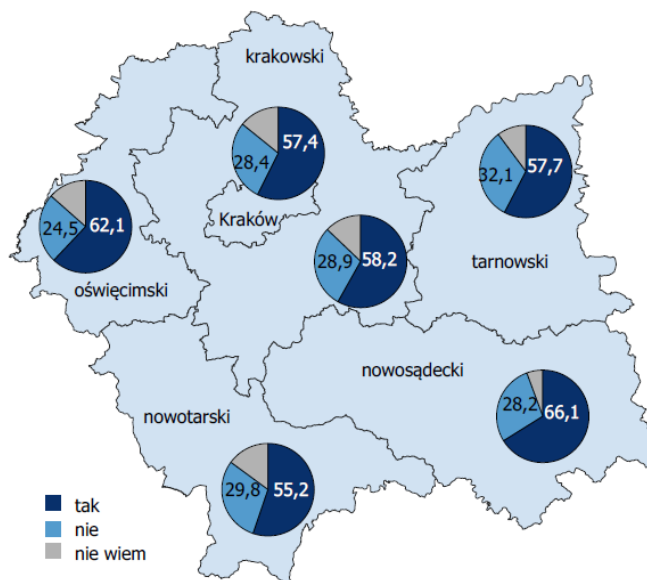 krakowski
57,4
28,4
57,7
32,1
62,1
24,5
Kraków
58,2
28,9
oświęcimski
tarnowski
nowosądecki
nowotarski
66,1
28,2
55,2
29,8
tak
nie
nie wiem